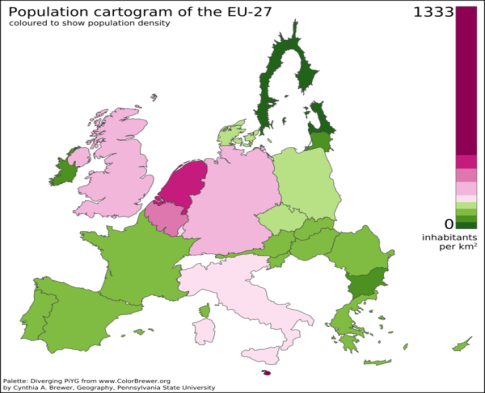 Population cartogram of the EU-27
coloured to show population density
1333
0
inhabitants
per km²
Palette: Diverging PiYG from www.ColorBrewer.org
by Cynthia A. Brewer, Geography, Pennsylvania State University